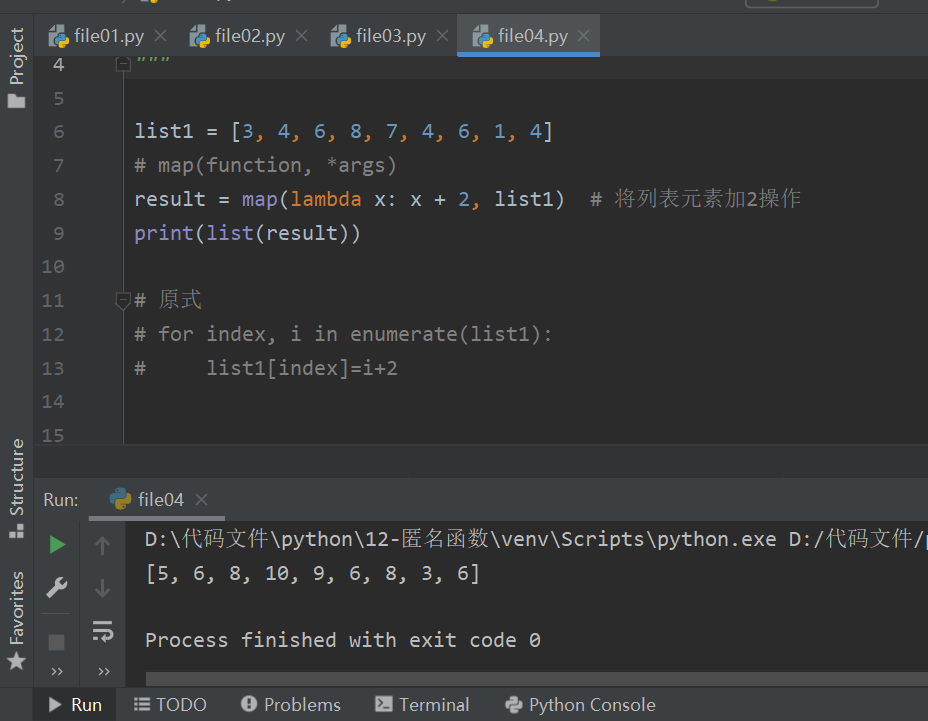 Project
file01.py
file02.py
file03.py
file04.py
4 """
5
6 list1 = [3, 4, 6, 8, 7, 4, 6, 1, 4]
7 # map(function, *args)
8 result = map(lambda x: x + 2, list1)  # 将列表元素加2操作
9 print(list(result))
10
11 # 原式
12 # for index, i in enumerate(list1):
13 #     list1[index]=i+2
14
15
Structure
Favorites
Run:
file04
D:\代码文件\python\12-匿名函数\venv\Scripts\python.exe D:/代码文件/
[5, 6, 8, 10, 9, 6, 8, 3, 6]
Process finished with exit code 0
Run
TODO
Problems
Terminal
Python Console